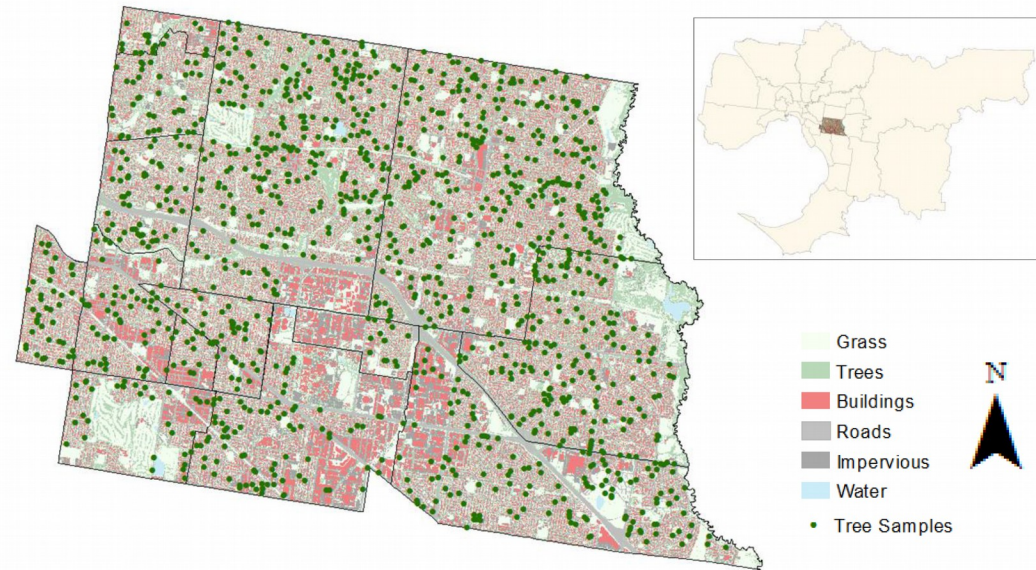 Grass
Trees
Buildings
Roads
Impervious
Water
Tree Samples
N